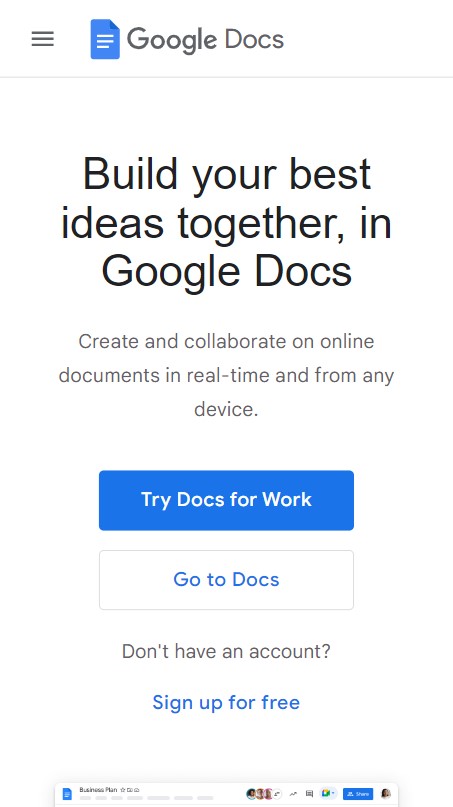 Google Docs
Build your best
ideas together, in
Google Docs
Create and collaborate on online
documents in real-time and from any
device.
Try Docs for Work
Go to Docs
Don't have an account?
Sign up for free
Business Plan
Share